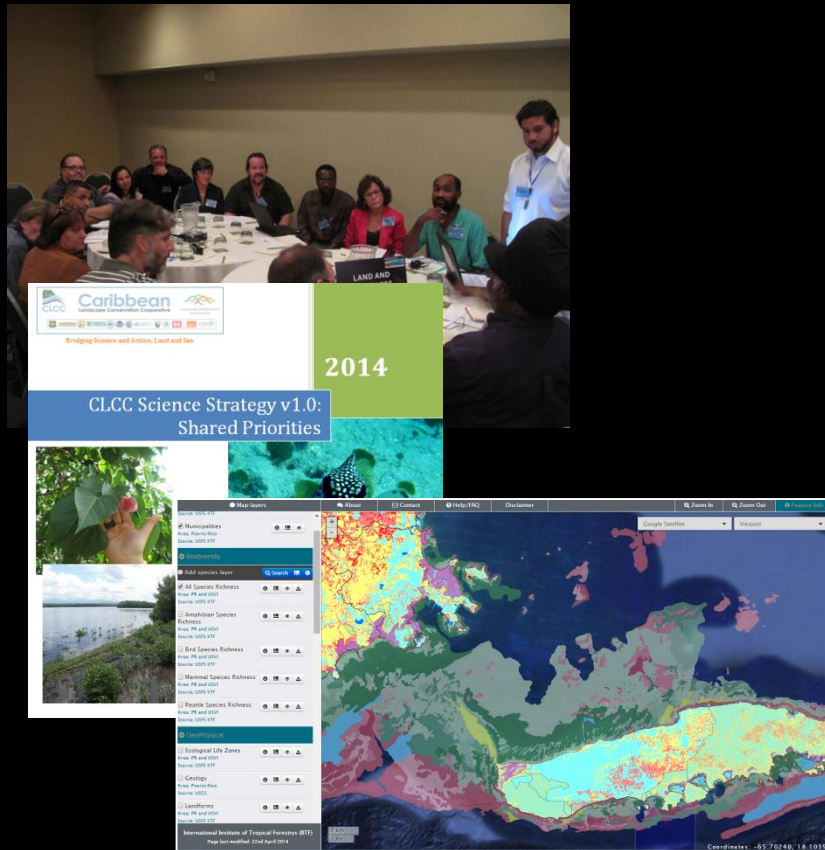 LAND AND
CLCC
Caribbean
Landscape Conservation Cooperative
Bridging Science and Action, Land and Sea
2014
CLCC Science Strategy v1.0:
Shared Priorities
Map layers
About
Contact
Help/FAQ
Disclaimer
Zoom In
Zoom Out
Feature Info
Source: USFS IITF
Municipalities
Area: Puerto Rico
Source: USFS IITF
Biodiversity
Add species layer
Search
All Species Richness
Area: PR and USVI
Source: USFS IITF
Amphibian Species
Richness
Area: PR and USVI
Source: USFS IITF
Bird Species Richness
Area: PR and USVI
Source: USFS IITF
Mammal Species Richness
Area: PR and USVI
Source: USFS IITF
Reptile Species Richness
Area: PR and USVI
Source: USFS IITF
GeoPhysical
Ecological Life Zones
Area: PR and USVI
Source: USFS IITF
Geology
Area: Puerto Rico
Source: USGS
Landforms
Area: PR and USVI
Source: USFS IITF
International Institute of Tropical Forestrys (IITF)
Page last modified: 22nd April 2014
Google Satellite
Vieques
Coordinates: -65.70240, 18.1039